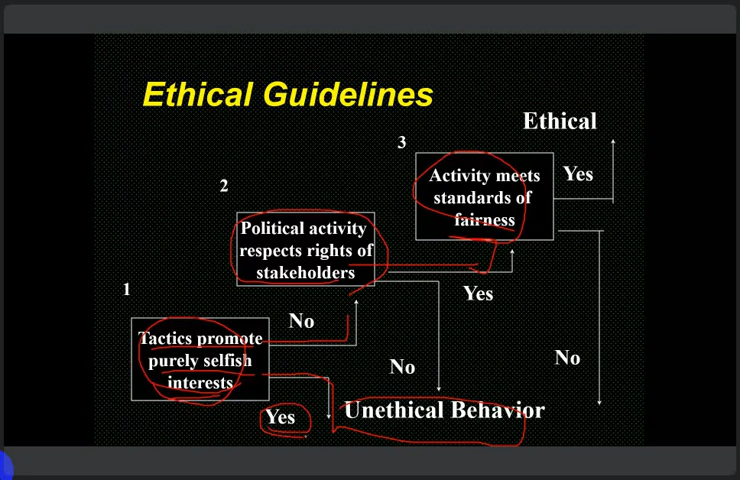 Ethical Guidelines
Ethical
3
Activity meets
standards of
fairness
Yes
2
Political activity
respects rights of
stakeholders
Yes
1
No
Tactics promote
purely selfish
interests
No
No
Yes
Unethical Behavior